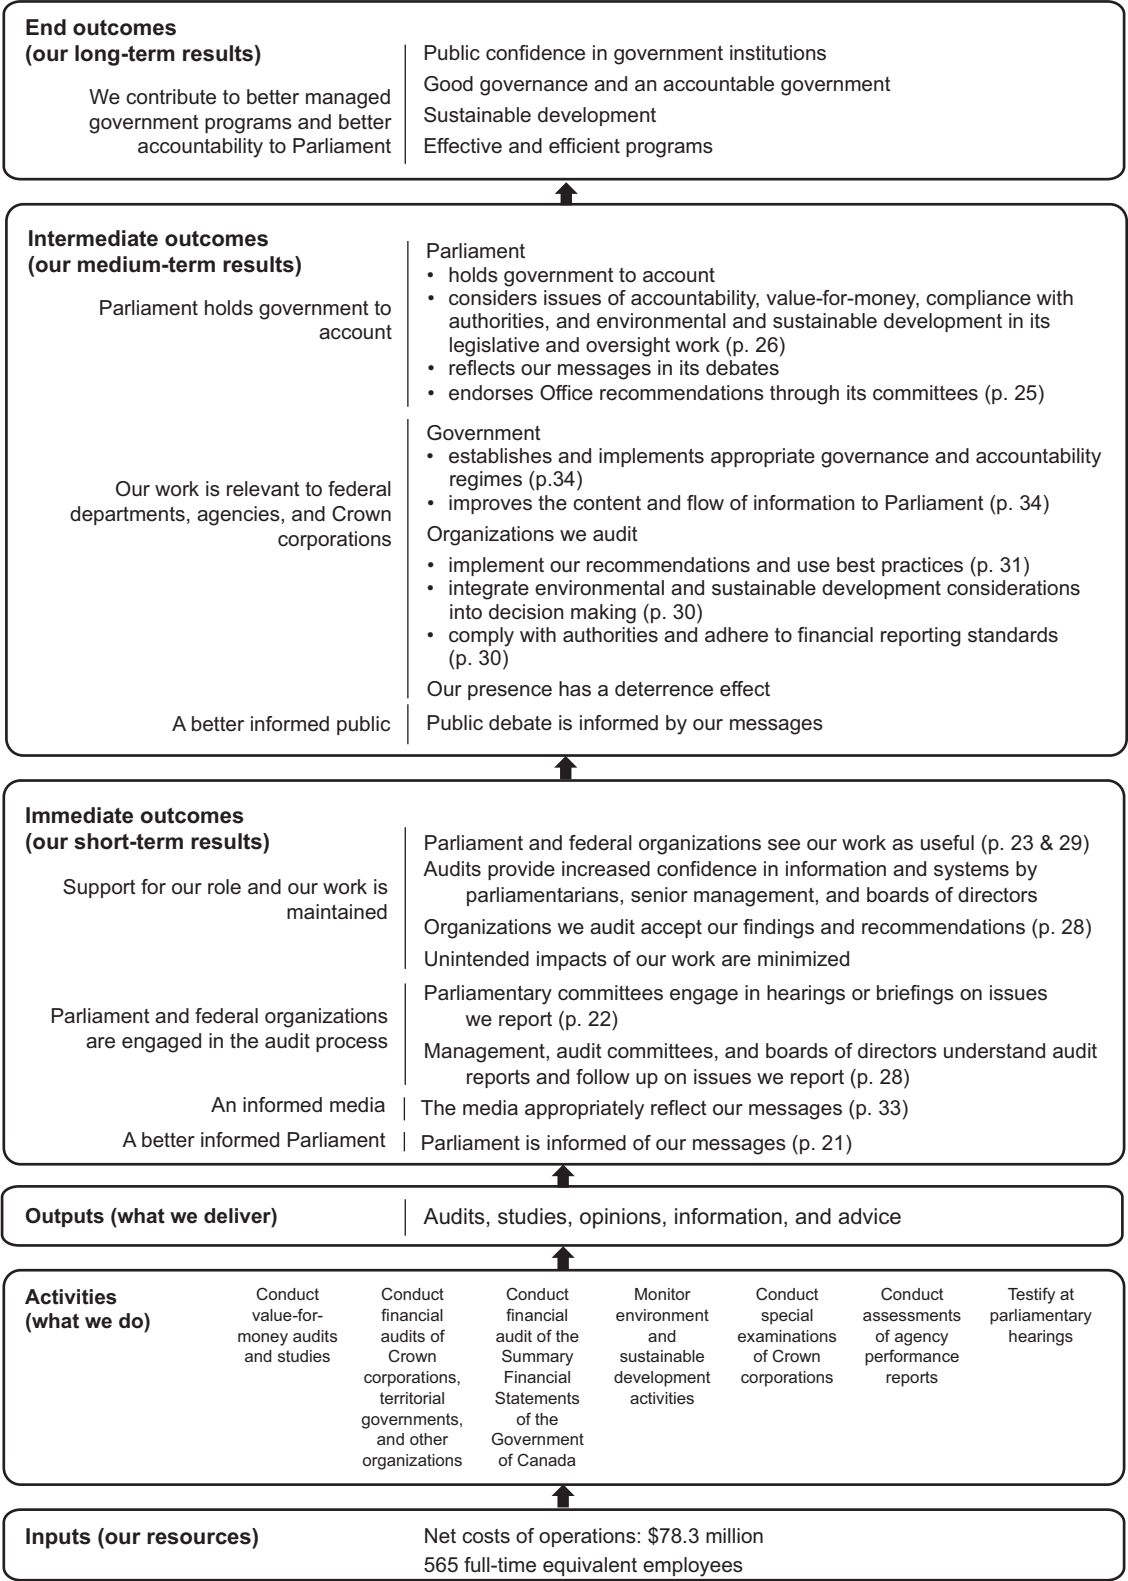 End outcomes
(our long-term results)
We contribute to better managed
government programs and better
accountability to Parliament
Public confidence in government institutions
Good governance and an accountable government
Sustainable development
Effective and efficient programs
Intermediate outcomes
(our medium-term results)
Parliament holds government to
account
Parliament
• holds government to account
• considers issues of accountability, value-for-money, compliance with
authorities, and environmental and sustainable development in its
legislative and oversight work (p. 26)
• reflects our messages in its debates
• endorses Office recommendations through its committees (p. 25)
Our work is relevant to federal
departments, agencies, and Crown
corporations
Government
• establishes and implements appropriate governance and accountability
regimes (p.34)
• improves the content and flow of information to Parliament (p. 34)
Organizations we audit
• implement our recommendations and use best practices (p. 31)
• integrate environmental and sustainable development considerations
into decision making (p. 30)
• comply with authorities and adhere to financial reporting standards
(p. 30)
Our presence has a deterrence effect
A better informed public
Public debate is informed by our messages
Immediate outcomes
(our short-term results)
Support for our role and our work is
maintained
Parliament and federal organizations see our work as useful (p. 23 & 29)
Audits provide increased confidence in information and systems by
parliamentarians, senior management, and boards of directors
Organizations we audit accept our findings and recommendations (p. 28)
Unintended impacts of our work are minimized
Parliament and federal organizations
are engaged in the audit process
Parliamentary committees engage in hearings or briefings on issues
we report (p. 22)
Management, audit committees, and boards of directors understand audit
reports and follow up on issues we report (p. 28)
An informed media
The media appropriately reflect our messages (p. 33)
A better informed Parliament
Parliament is informed of our messages (p. 21)
Outputs (what we deliver)
Audits, studies, opinions, information, and advice
Activities
(what we do)
Conduct
value-for-
money audits
and studies
Conduct
financial
audits of
Crown
corporations,
territorial
governments,
and other
organizations
Conduct
financial
audit of the
Summary
Financial
Statements
of the
Government
of Canada
Monitor
environment
and
sustainable
development
activities
Conduct
special
examinations
of Crown
corporations
Conduct
assessments
of agency
performance
reports
Testify at
parliamentary
hearings
Inputs (our resources)
Net costs of operations: $78.3 million
565 full-time equivalent employees